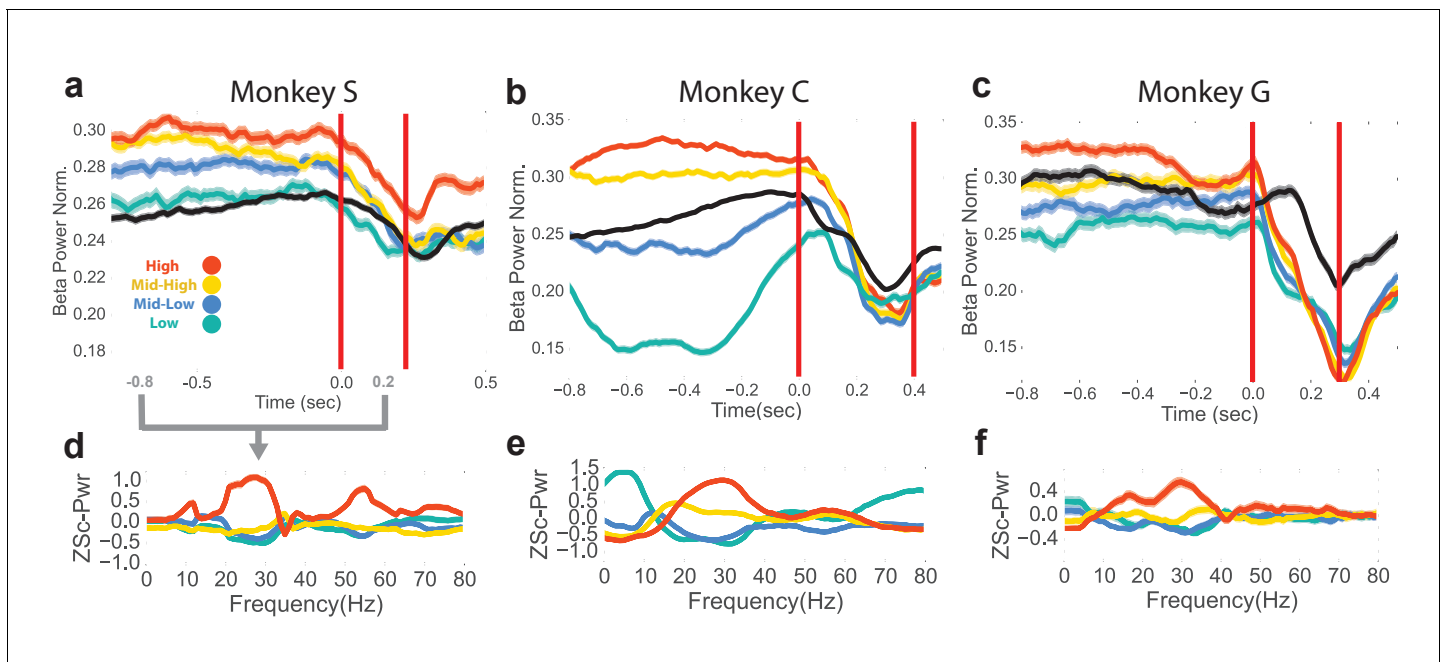 a
Monkey S
b
Monkey C
c
Monkey G
Beta Power Norm.
0.30
0.28
0.26
0.24
0.22
0.20
0.18
High
Mid-High
Mid-Low
Low
-0.8
-0.5
0.0
0.2
0.5
Time (sec)
Beta Power Norm.
0.35
0.30
0.25
0.20
0.15
−0.8
−0.6
−0.4
−0.2
0.0
0.2
0.4
Time(sec)
Beta Power Norm.
0.35
0.30
0.25
0.20
0.15
−0.8
−0.6
−0.4
−0.2
0.0
0.2
0.4
Time (sec)
d
ZSc-Pwr
1.0
0.5
0.0
−0.5
−1.0
0 10 20 30 40 50 60 70 80
Frequency(Hz)
e
ZSc-Pwr
1.5
1.0
0.5
0.0
−0.5
−1.0
0 10 20 30 40 50 60 70 80
Frequency(Hz)
f
ZSc-Pwr
0.4
0.0
−0.4
0 10 20 30 40 50 60 70 80
Frequency(Hz)